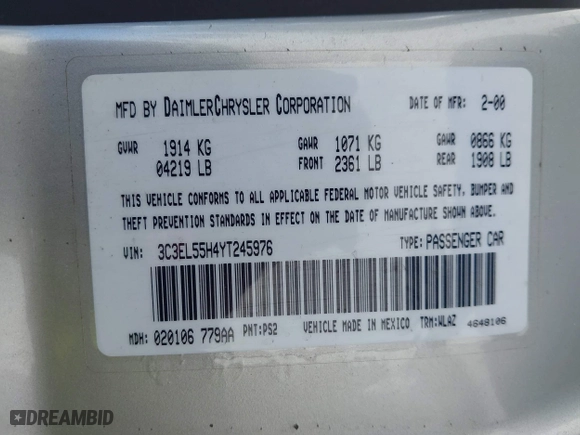 MFD BY DAIMLERCHRYSLER CORPORATION DATE OF MFR: 2-00
GVWR 1914 KG GAWR 1071 KG GAWR 0866 KG
04219 LB FRONT 2361 LB REAR 1908 LB
THIS VEHICLE CONFORMS TO ALL APPLICABLE FEDERAL MOTOR VEHICLE SAFETY, BUMPER AND
THEFT PREVENTION STANDARDS IN EFFECT ON THE DATE OF MANUFACTURE SHOWN ABOVE.
VIN: 3C3EL55H4YT245976 TYPE: PASSENGER CAR
MDH: 020106 779AA PNT: PS2 VEHICLE MADE IN MEXICO TRM: WLAZ 4648106
DREAMBID